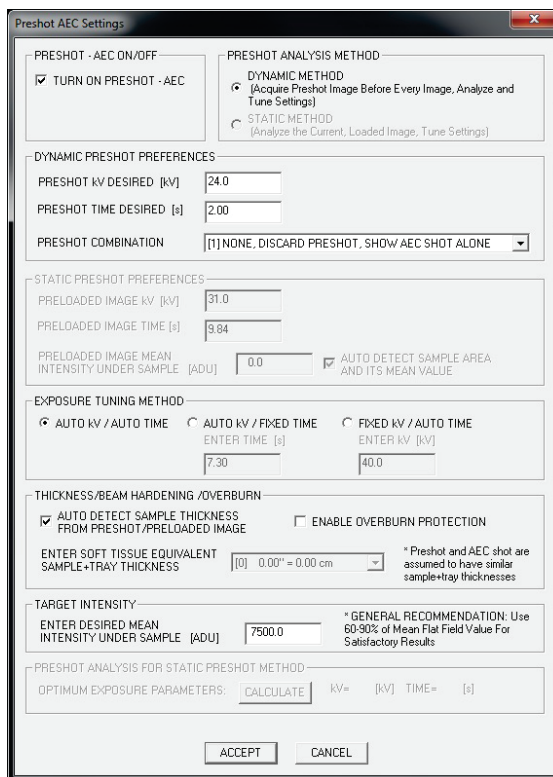 Preshot AEC Settings
X
PRESHOT - AEC ON/OFF
TURN ON PRESHOT - AEC
PRESHOT ANALYSIS METHOD
DYNAMIC METHOD
(Acquire Preshot Image Before Every Image, Analyze and
Tune Settings)
STATIC METHOD
(Analyze the Current, Loaded Image, Tune Settings)
DYNAMIC PRESHOT PREFERENCES
PRESHOT kV DESIRED [kV]
24.0
PRESHOT TIME DESIRED [s]
2.00
PRESHOT COMBINATION
[1] NONE, DISCARD PRESHOT, SHOW AEC SHOT ALONE
STATIC PRESHOT PREFERENCES
PRELOADED IMAGE kV [kV]
31.0
PRELOADED IMAGE TIME [s]
9.84
PRELOADED IMAGE MEAN
INTENSITY UNDER SAMPLE [ADU]
0.0
AUTO DETECT SAMPLE AREA
AND ITS MEAN VALUE
EXPOSURE TUNING METHOD
AUTO kV / AUTO TIME
AUTO kV / FIXED TIME
ENTER TIME [s]
7.30
FIXED kV / AUTO TIME
ENTER kV [kV]
40.0
THICKNESS/BEAM HARDENING /OVERBURN
AUTO DETECT SAMPLE THICKNESS
FROM PRESHOT/PRELOADED IMAGE
ENABLE OVERBURN PROTECTION
ENTER SOFT TISSUE EQUIVALENT
SAMPLE+TRAY THICKNESS
[0] 0.00" = 0.00 cm
* Preshot and AEC shot are
assumed to have similar
sample+tray thicknesses
TARGET INTENSITY
ENTER DESIRED MEAN
INTENSITY UNDER SAMPLE [ADU]
7500.0
* GENERAL RECOMMENDATION: Use
60-90% of Mean Flat Field Value For
Satisfactory Results
PRESHOT ANALYSIS FOR STATIC PRESHOT METHOD
OPTIMUM EXPOSURE PARAMETERS:
CALCULATE
kV= [kV] TIME= [s]
ACCEPT
CANCEL